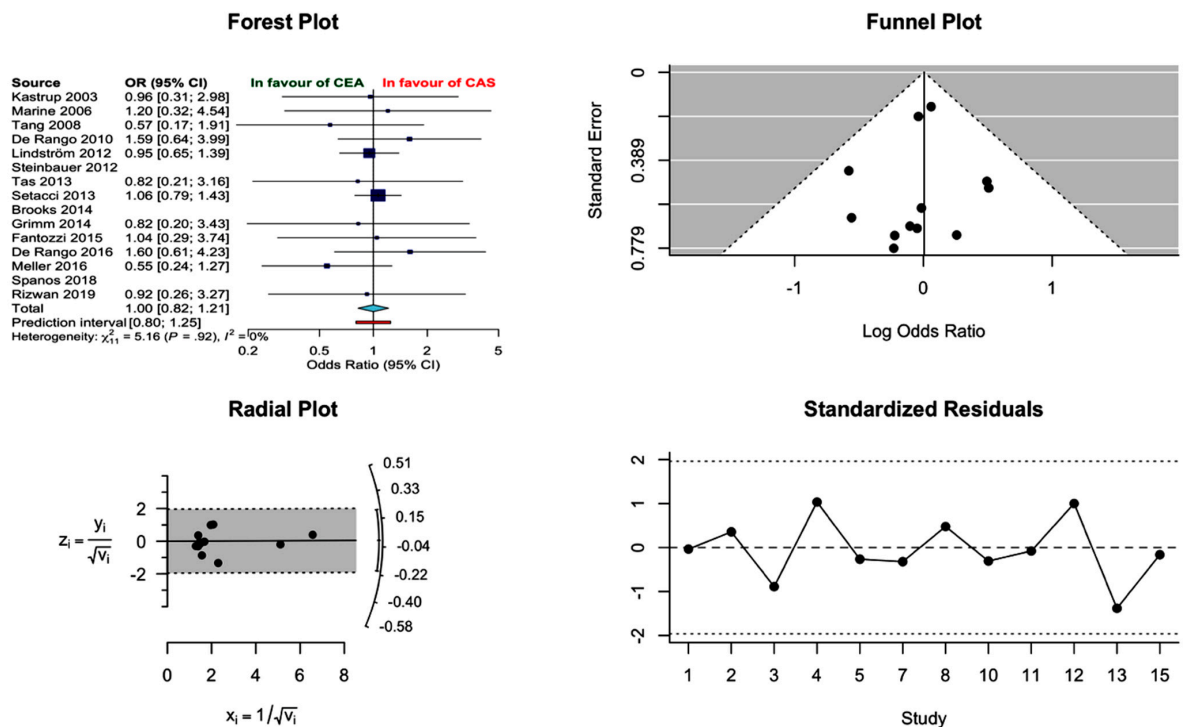 Forest Plot
Source OR (95% CI) In favour of CEA In favour of CAS
Kastrup 2003 0.96 [0.31; 2.98]
Marine 2006 1.20 [0.32; 4.54]
Tang 2008 0.57 [0.17; 1.91]
De Rango 2010 1.59 [0.64; 3.99]
Lindström 2012 0.95 [0.65; 1.39]
Steinbauer 2012
Tas 2013 0.82 [0.21; 3.16]
Setacci 2013 1.06 [0.79; 1.43]
Brooks 2014
Grimm 2014 0.82 [0.20; 3.43]
Fantozzi 2015 1.04 [0.29; 3.74]
De Rango 2016 1.60 [0.61; 4.23]
Meller 2016 0.55 [0.24; 1.27]
Spanos 2018
Rizwan 2019 0.92 [0.26; 3.27]
Total 1.00 [0.82; 1.21]
Prediction interval [0.80; 1.25]
Heterogeneity: χ²₁₁ = 5.16 (P = .92), I² = 0%
0.2 0.5 1 2 5
Odds Ratio (95% CI)
Funnel Plot
Standard Error
0
0.389
0.779
-1 0 1
Log Odds Ratio
Radial Plot
zᵢ = yᵢ / √vᵢ
2
0
-2
0.51
0.33
0.15
-0.04
-0.22
-0.40
-0.58
0 2 4 6 8
xᵢ = 1/√vᵢ
Standardized Residuals
2
1
0
-1
-2
1 2 3 4 5 7 8 10 11 12 13 15
Study